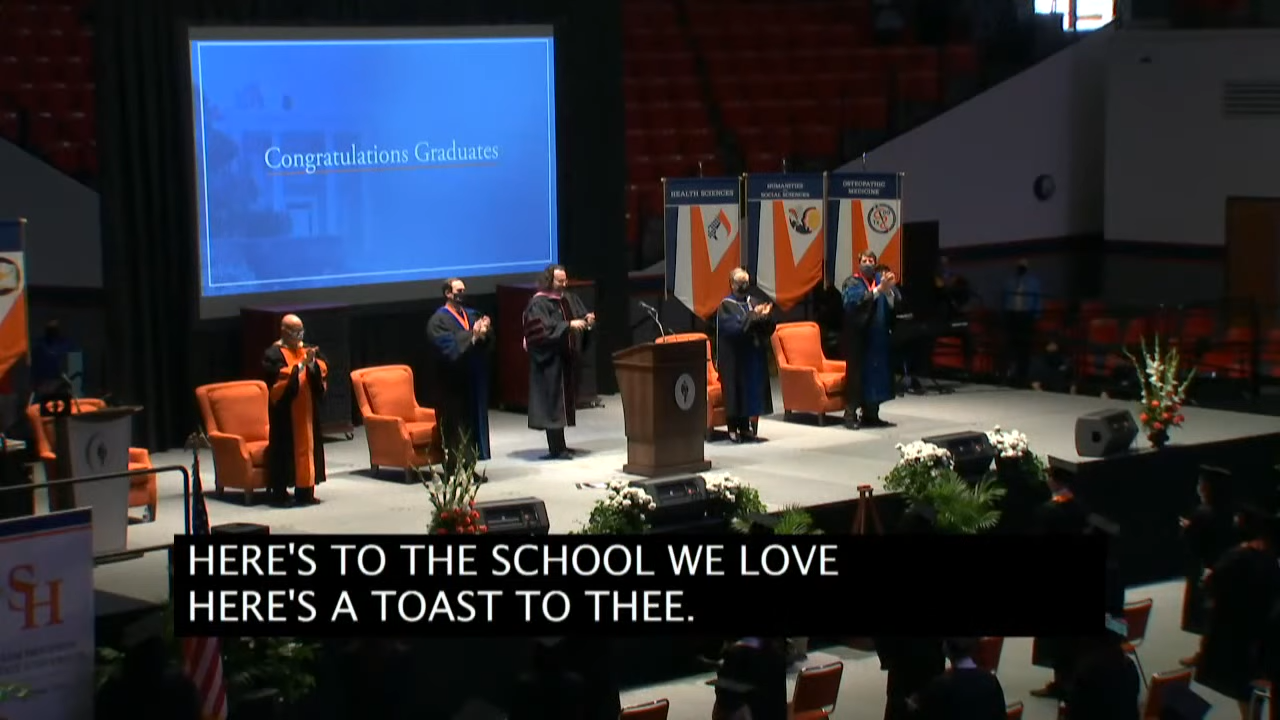 Congratulations Graduates
HEALTH SCIENCES
HUMANITIES
SOCIAL SCIENCES
OSTEOPATHIC
MEDICINE
SH
HERE'S TO THE SCHOOL WE LOVE
HERE'S A TOAST TO THEE.